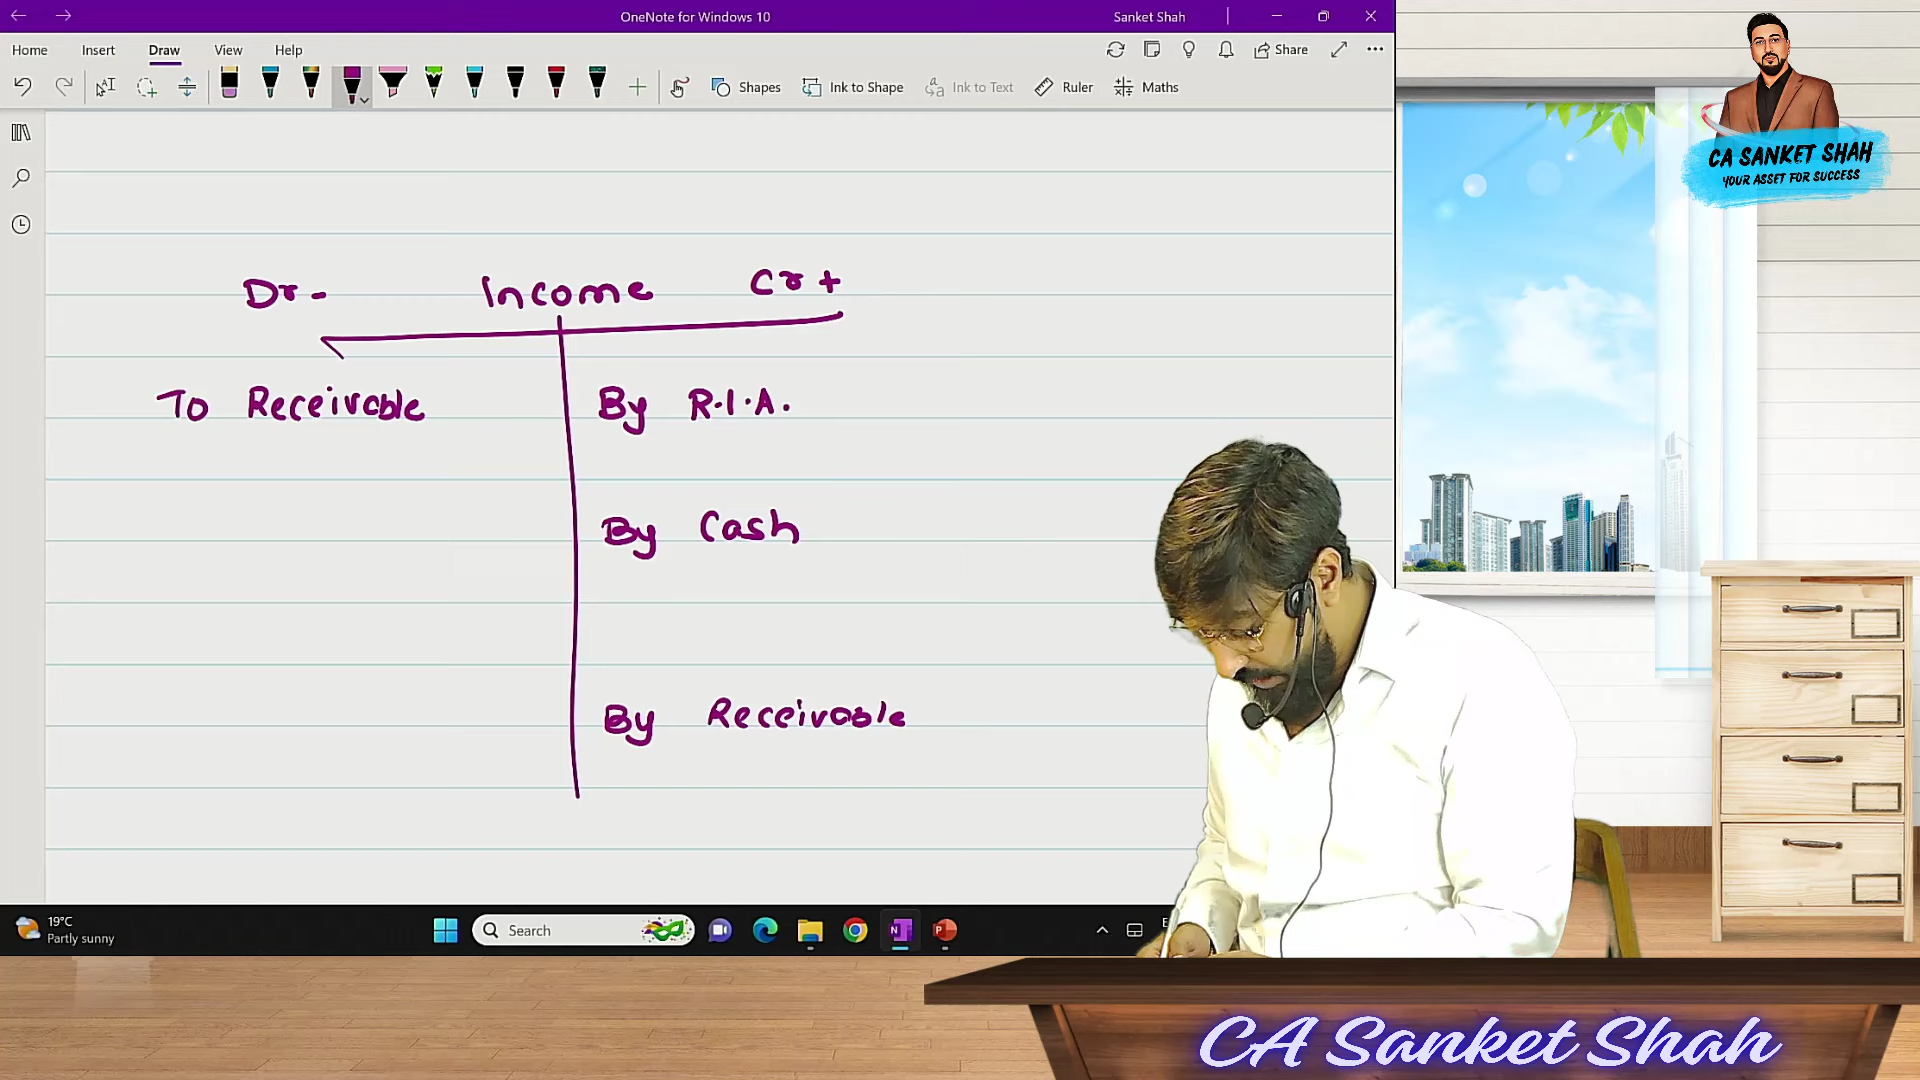 OneNote for Windows 10
Sanket Shah
Home Insert Draw View Help
Share
Shapes Ink to Shape Ink to Text Ruler Maths
CA SANKET SHAH
YOUR ASSET FOR SUCCESS
Dr - Income Cr +
To Receivable By R.I.A.
By Cash
By Receivable
19°C
Partly sunny
Search
CA Sanket Shah